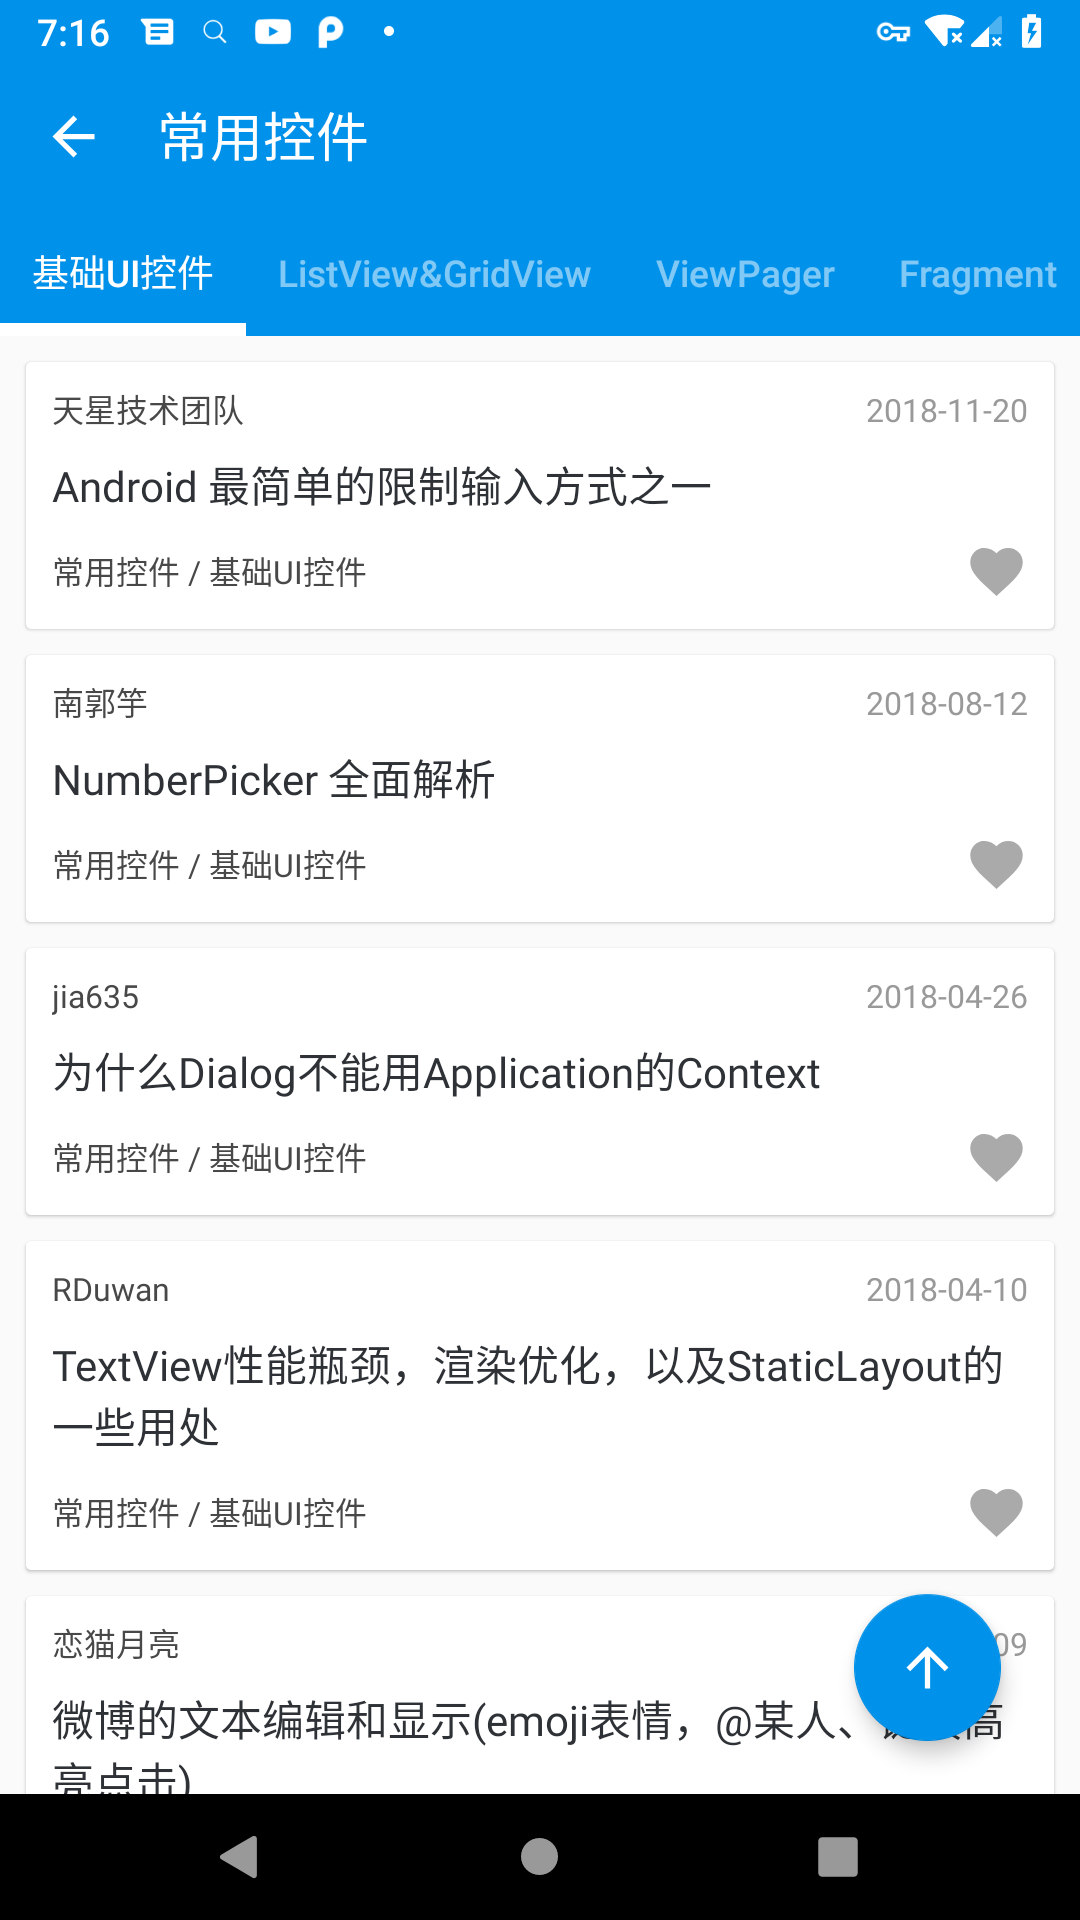 7:16
常用控件
基础UI控件 ListView&GridView ViewPager Fragment
天星技术团队 2018-11-20
Android 最简单的限制输入方式之一
常用控件 / 基础UI控件
南郭竽 2018-08-12
NumberPicker 全面解析
常用控件 / 基础UI控件
jia635 2018-04-26
为什么Dialog不能用Application的Context
常用控件 / 基础UI控件
RDuwan 2018-04-10
TextView性能瓶颈，渲染优化，以及StaticLayout的
一些用处
常用控件 / 基础UI控件
恋猫月亮 09
微博的文本编辑和显示(emoji表情，@某人、 高
亮点击)